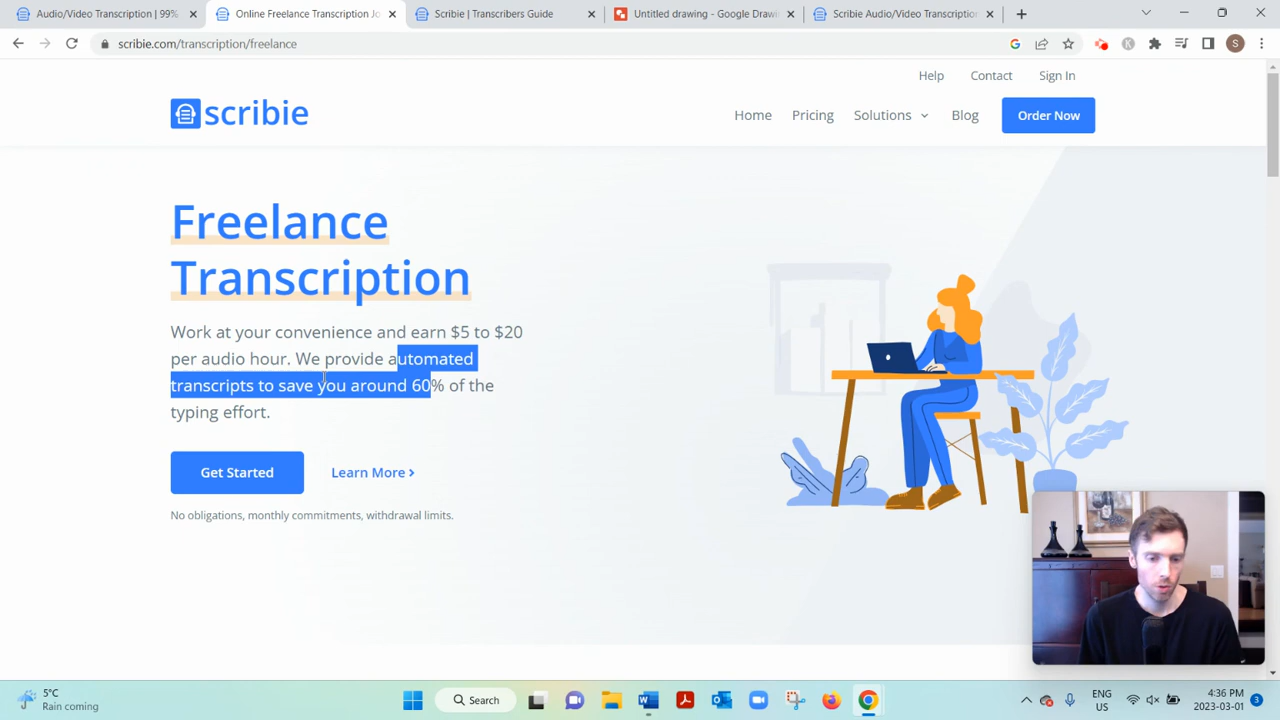 Audio/Video Transcription | 99%
Online Freelance Transcription Jo
Scribie | Transcribers Guide
Untitled drawing - Google Drawi
Scribie Audio/Video Transcription
scribie.com/transcription/freelance
G
K
S
Help
Contact
Sign In
scribie
Home
Pricing
Solutions
Blog
Order Now
Freelance
Transcription
Work at your convenience and earn $5 to $20
per audio hour. We provide automated
transcripts to save you around 60% of the
typing effort.
Get Started
Learn More >
No obligations, monthly commitments, withdrawal limits.
5°C
Rain coming
Search
ENG
US
4:36 PM
2023-03-01
3